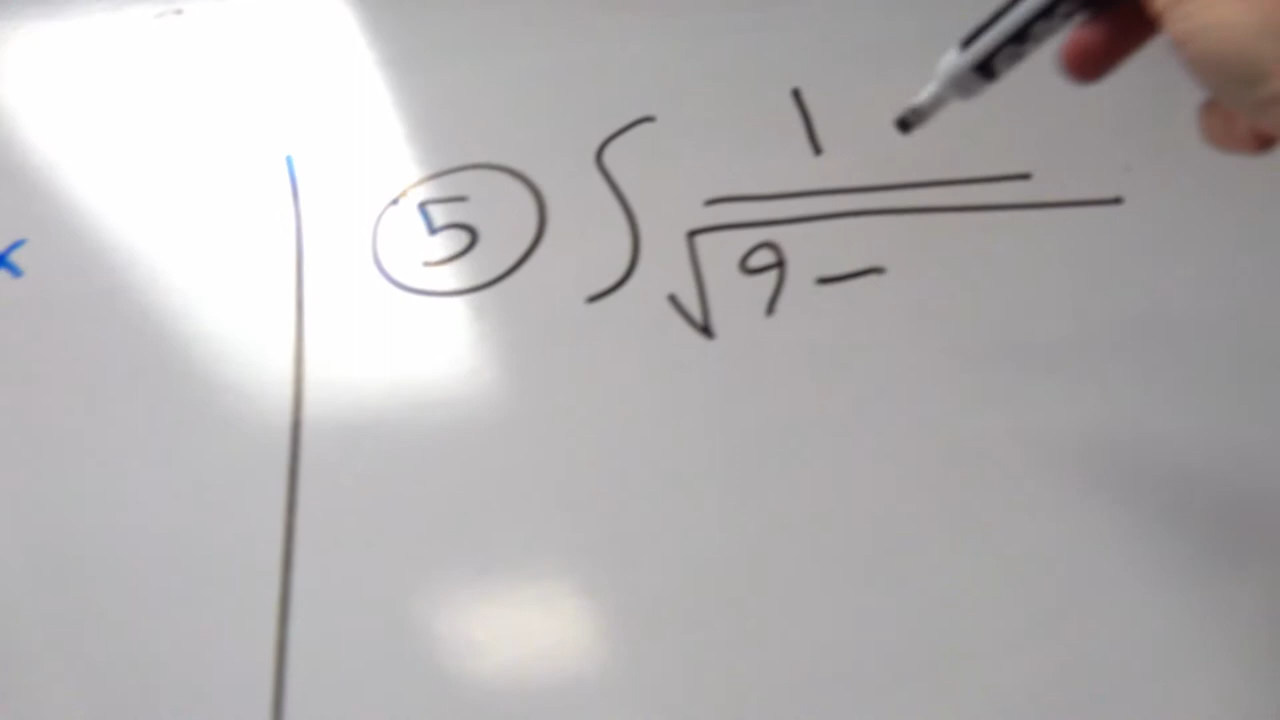 x
⑤ ∫ 1 / √(9 −